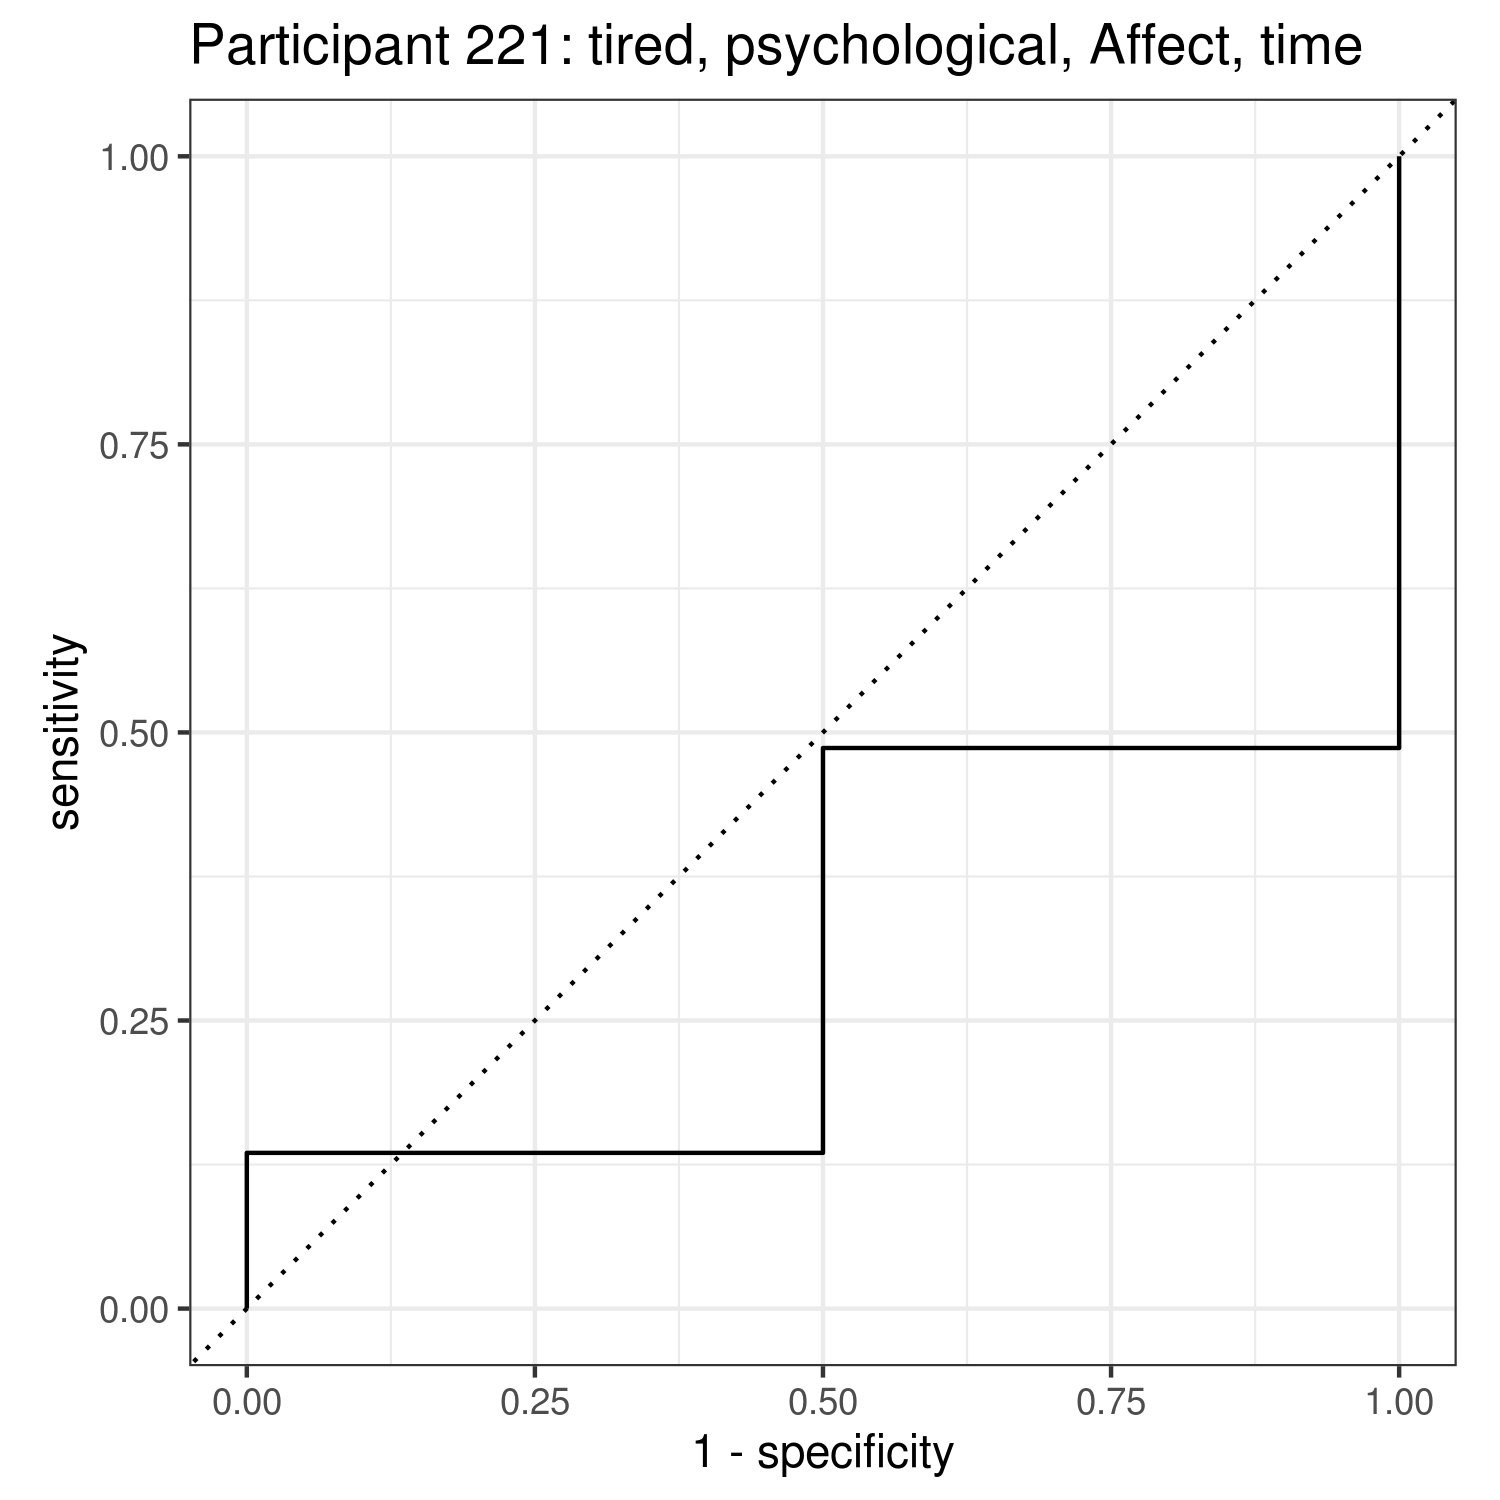 Participant 221: tired, psychological, Affect, time
1.00
0.75
0.50
0.25
0.00
sensitivity
0.00 0.25 0.50 0.75 1.00
1 - specificity